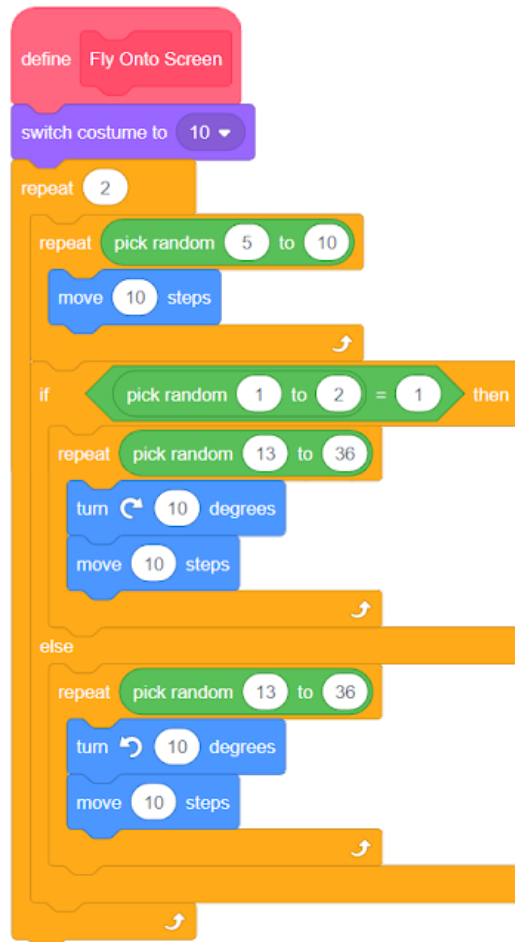 define Fly Onto Screen
switch costume to 10
repeat 2
repeat pick random 5 to 10
move 10 steps
if pick random 1 to 2 = 1 then
repeat pick random 13 to 36
turn 10 degrees
move 10 steps
else
repeat pick random 13 to 36
turn 10 degrees
move 10 steps